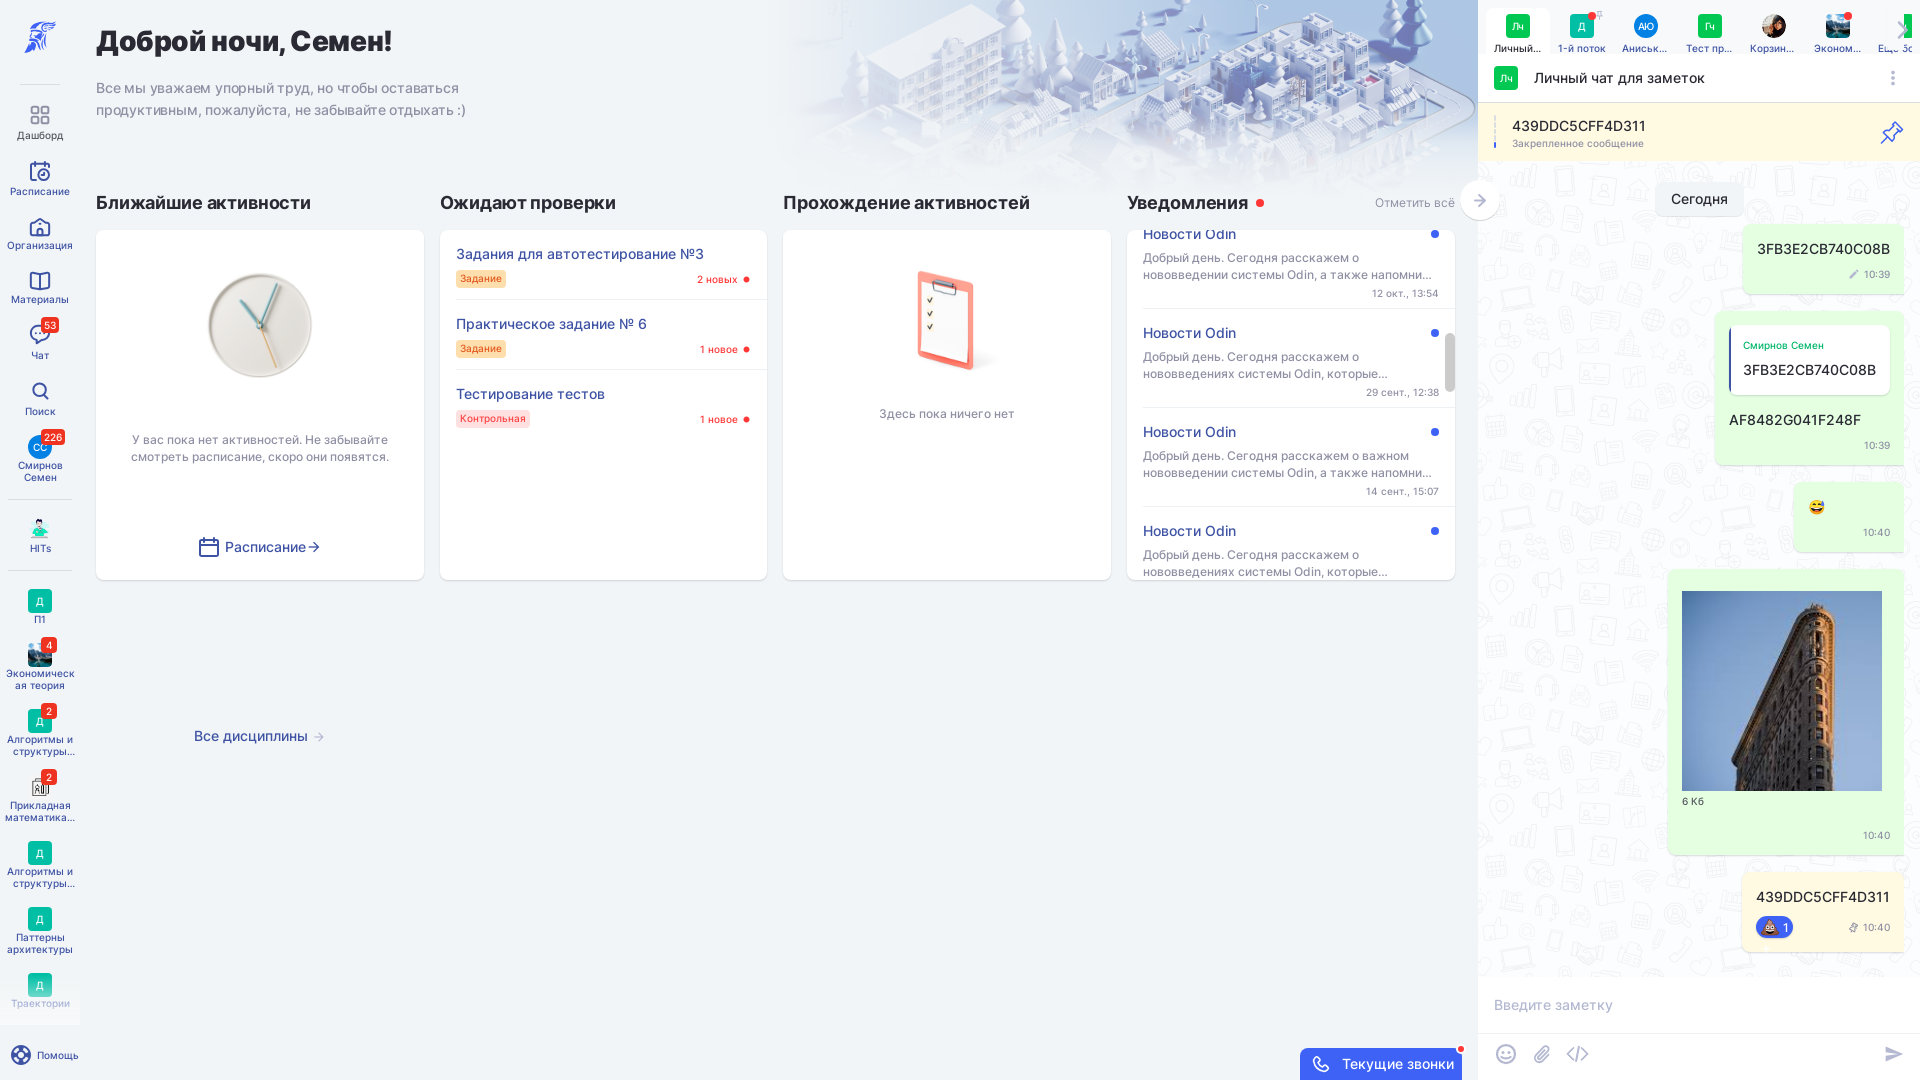 Дашборд
Расписание
Организация
Материалы
53
Чат
Поиск
СС
226
Смирнов
Семен
HITs
Д
П1
4
Экономическ
ая теория
Д
2
Алгоритмы и
структуры...
2
Прикладная
математика...
Д
Алгоритмы и
структуры...
Д
Паттерны
архитектуры
Д
Траектории
Помощь
Доброй ночи, Семен!
Все мы уважаем упорный труд, но чтобы оставаться
продуктивным, пожалуйста, не забывайте отдыхать :)
Ближайшие активности
У вас пока нет активностей. Не забывайте
смотреть расписание, скоро они появятся.
Расписание
Ожидают проверки
Задания для автотестирование №3
Задание
2 новых
Практическое задание № 6
Задание
1 новое
Тестирование тестов
Контрольная
1 новое
Прохождение активностей
Здесь пока ничего нет
Уведомления
Отметить всё
Новости Odin
Добрый день. Сегодня расскажем о
нововведении системы Odin, а также напомни...
12 окт., 13:54
Новости Odin
Добрый день. Сегодня расскажем о
нововведениях системы Odin, которые...
29 сент., 12:38
Новости Odin
Добрый день. Сегодня расскажем о важном
нововведении системы Odin, а также напомни...
14 сент., 15:07
Новости Odin
Добрый день. Сегодня расскажем о
нововведениях системы Odin, которые...
Все дисциплины
Текущие звонки
Лч
Личный...
Д
1-й поток
АЮ
Аниськ...
Гч
Тест пр...
Корзин...
Эконом...
Лч
Личный чат для заметок
439DDC5CFF4D311
Закрепленное сообщение
Сегодня
3FB3E2CB740C08B
10:39
Смирнов Семен
3FB3E2CB740C08B
AF8482G041F248F
10:39
10:40
6 Кб
10:40
439DDC5CFF4D311
1
10:40
Введите заметку